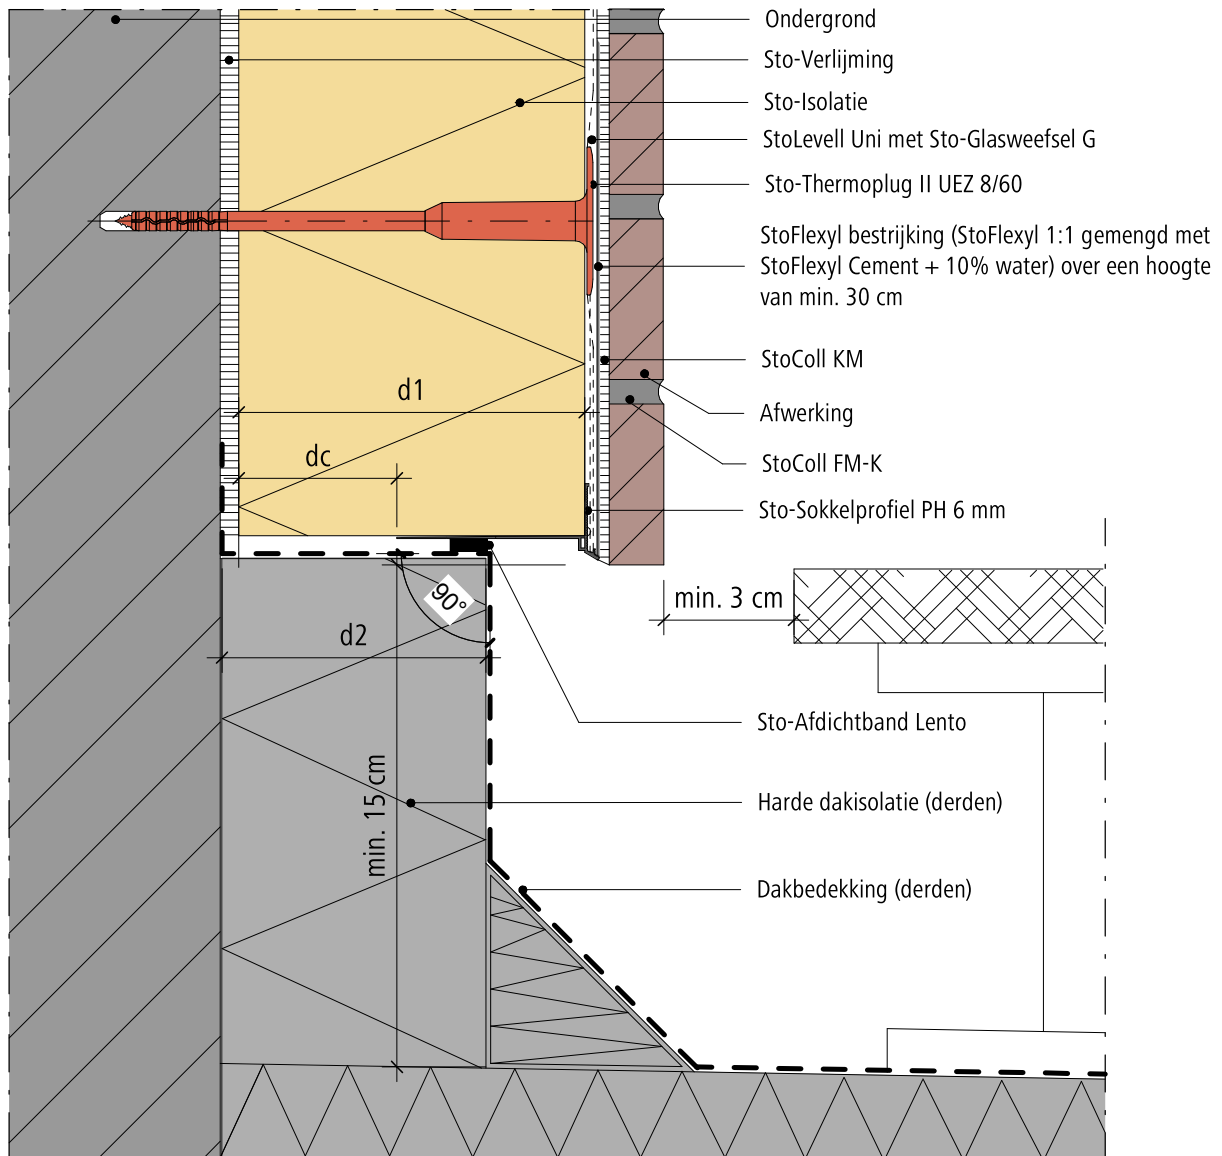 Ondergrond
Sto-Verlijming
Sto-Isolatie
StoLevell Uni met Sto-Glasweefsel G
Sto-Thermoplug II UEZ 8/60
StoFlexyl bestrijking (StoFlexyl 1:1 gemengd met
StoFlexyl Cement + 10% water) over een hoogte
van min. 30 cm
StoColl KM
d1
Afwerking
dc
StoColl FM-K
Sto-Sokkelprofiel PH 6 mm
90°
min. 3 cm
d2
Sto-Afdichtband Lento
min. 15 cm
Harde dakisolatie (derden)
Dakbedekking (derden)